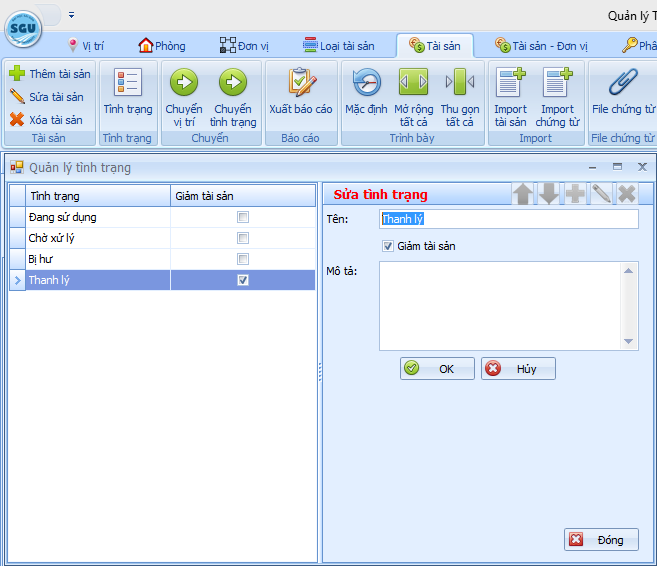 Quản lý T
SGU
Vị trí
Phòng
Đơn vị
Loại tài sản
Tài sản
Tài sản - Đơn vị
Phâ
Thêm tài sản
Sửa tài sản
Xóa tài sản
Tình trạng
Chuyển vị trí
Chuyển tình trạng
Xuất báo cáo
Mặc định
Mở rộng tất cả
Thu gọn tất cả
Import tài sản
Import chứng từ
File chứng từ
Tài sản
Tình trạng
Chuyển
Báo cáo
Trình bày
Import
File chứng từ
Quản lý tình trạng
Tình trạng
Giảm tài sản
Đang sử dụng
Chờ xử lý
Bị hư
Thanh lý
Sửa tình trạng
Tên:
Thanh lý
Giảm tài sản
Mô tả:
OK
Hủy
Đóng